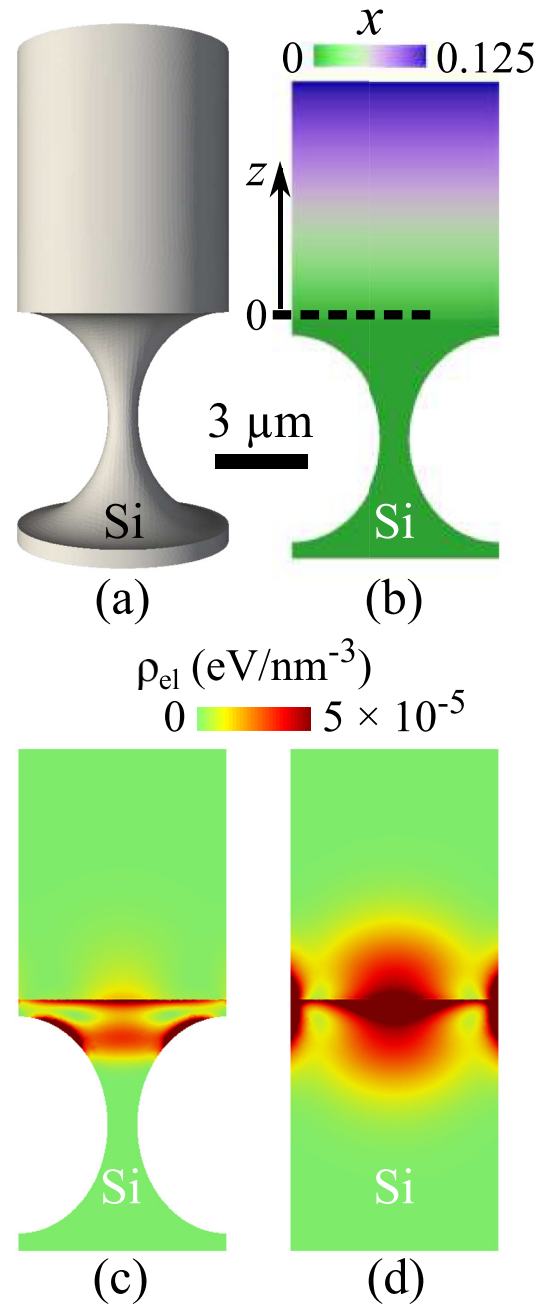 x
0 0.125
z
0
3 µm
Si Si
(a) (b)
ρel (eV/nm-3)
0 5 × 10-5
Si Si
(c) (d)